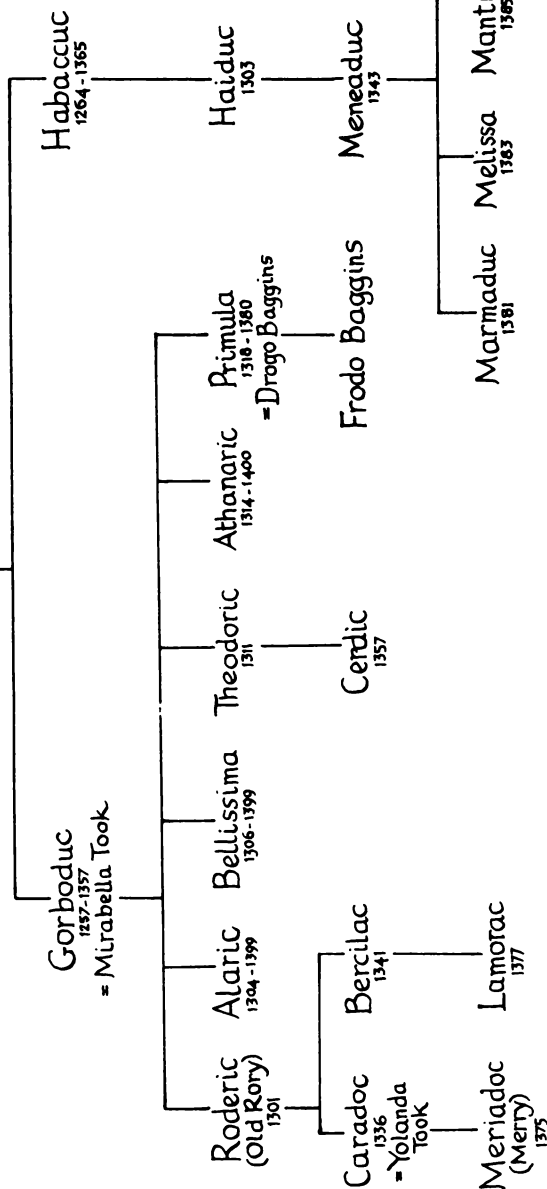 Gorboduc
1257-1357
= Mirabella Took
Habaccuc
1264-1365
Roderic
(Old Rory)
1301
Alaric
1304-1399
Bellissima
1306-1399
Theodoric
1311
Athanaric
1314-1400
Primula
1318-1380
= Drogo Baggins
Haiduc
1303
Caradoc
1336
= Yolanda
Took
Bercilac
1341
Cerdic
1357
Frodo Baggins
Meneaduc
1343
Meriadoc
(Merry)
1375
Lamorac
1377
Marmaduc
1381
Melissa
1383
1385